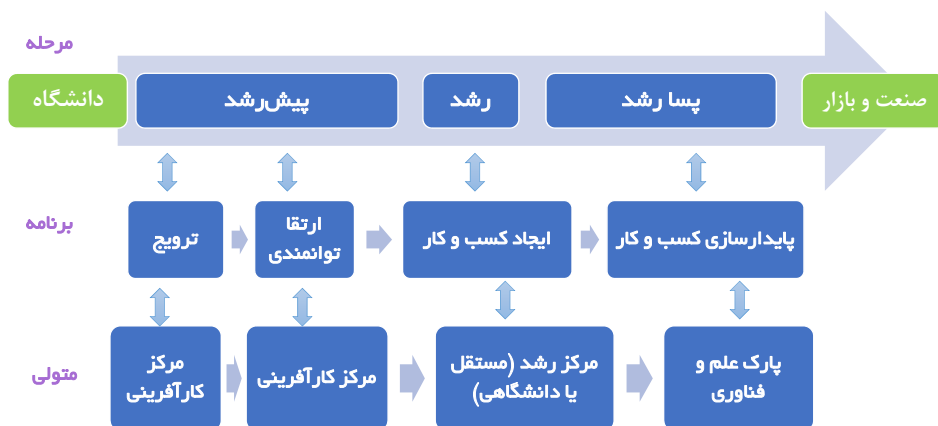 مرحله
دانشگاه
پیش‌رشد
رشد
پسا رشد
صنعت و بازار
برنامه
ترویج
ارتقا
توانمندی
ایجاد کسب و کار
پایدارسازی کسب و کار
متولی
مرکز
کارآفرینی
مرکز کارآفرینی
مرکز رشد (مستقل
یا دانشگاهی)
پارک علم و
فناوری